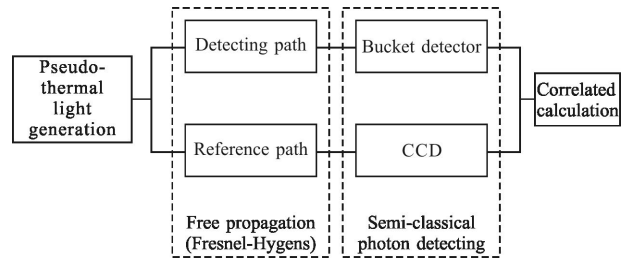 Pseudo-
thermal
light
generation
Detecting path
Reference path
Free propagation
(Fresnel-Hygens)
Bucket detector
CCD
Semi-classical
photon detecting
Correlated
calculation